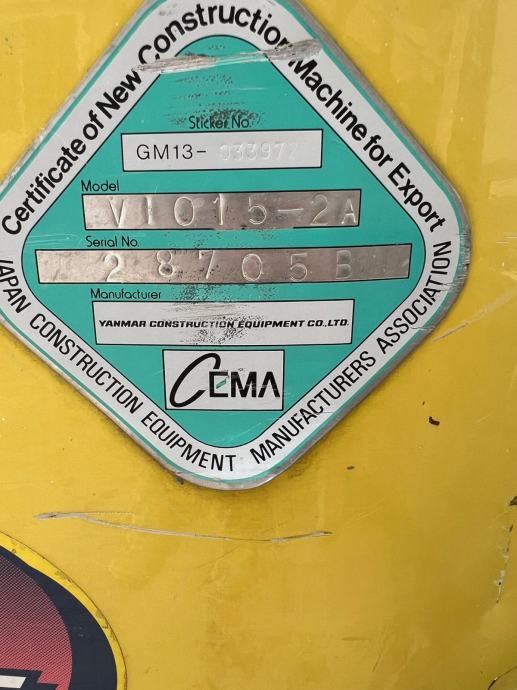 Certificate of New Construction Machine for Export
Sticker No.
GM13-
Model
VIO15-2A
Serial No.
28705B
Manufacturer
YANMAR CONSTRUCTION EQUIPMENT CO.,LTD.
CEMA
JAPAN CONSTRUCTION EQUIPMENT MANUFACTURERS ASSOCIATION